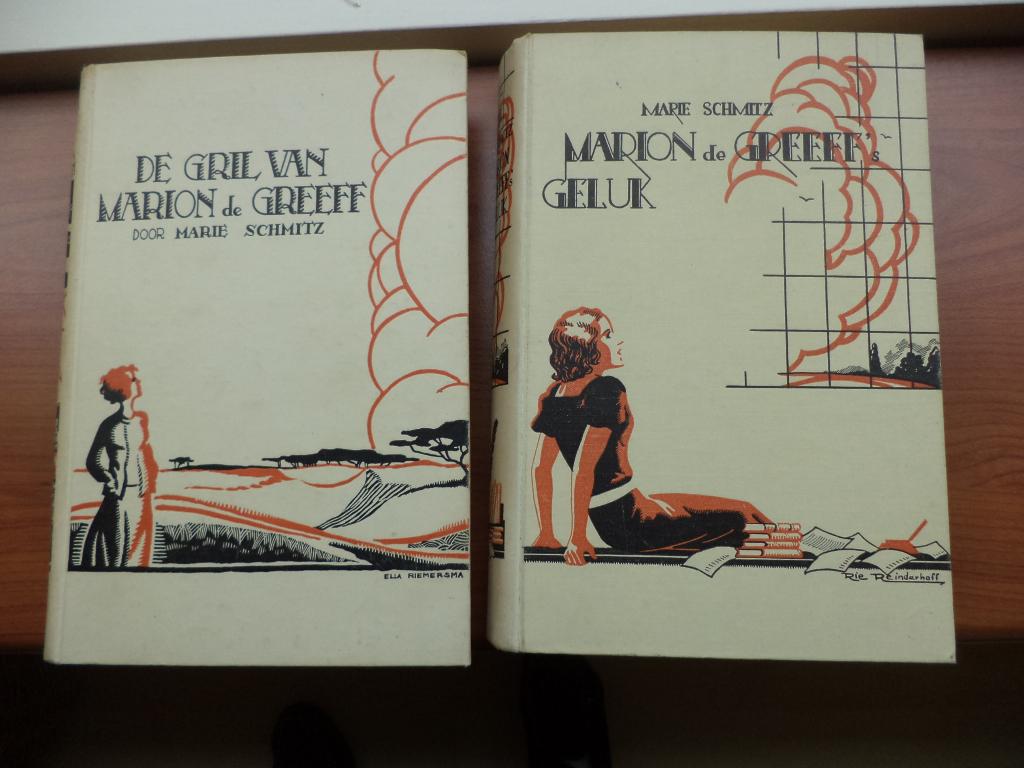 DE GRIL VAN
MARION de GREEFF
DOOR MARIE SCHMITZ
ELLA RIEMERSMA
MARIE SCHMITZ
MARION de GREEFF's
GELUK
Rie Reinderhoff